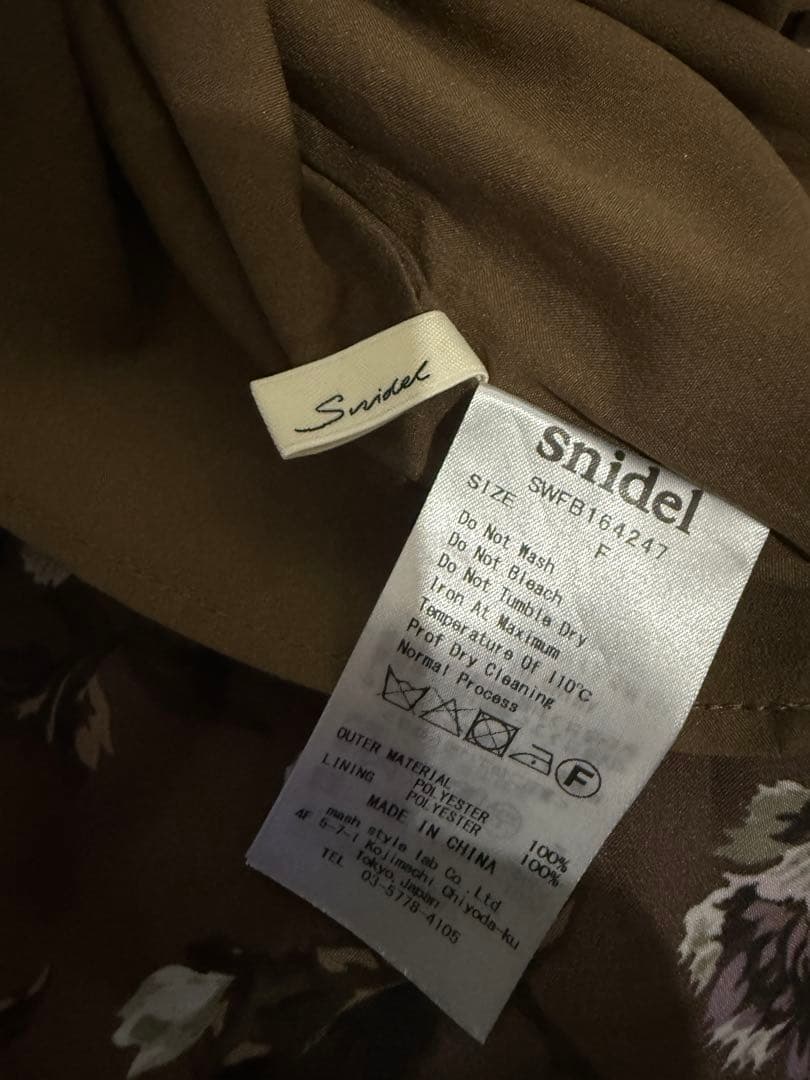 Snidel
snidel
SWFB164247
SIZE F
Do Not Wash
Do Not Bleach
Do Not Tumble Dry
Iron At Maximum
Temperature Of 110℃
Prof Dry Cleaning
Normal Process
F
OUTER MATERIAL
POLYESTER 100%
LINING POLYESTER 100%
MADE IN CHINA
mash style lab Co.,Ltd
4F 5-7-1 Kojimachi Chiyoda-ku
Tokyo,Japan
TEL 03-5778-4105